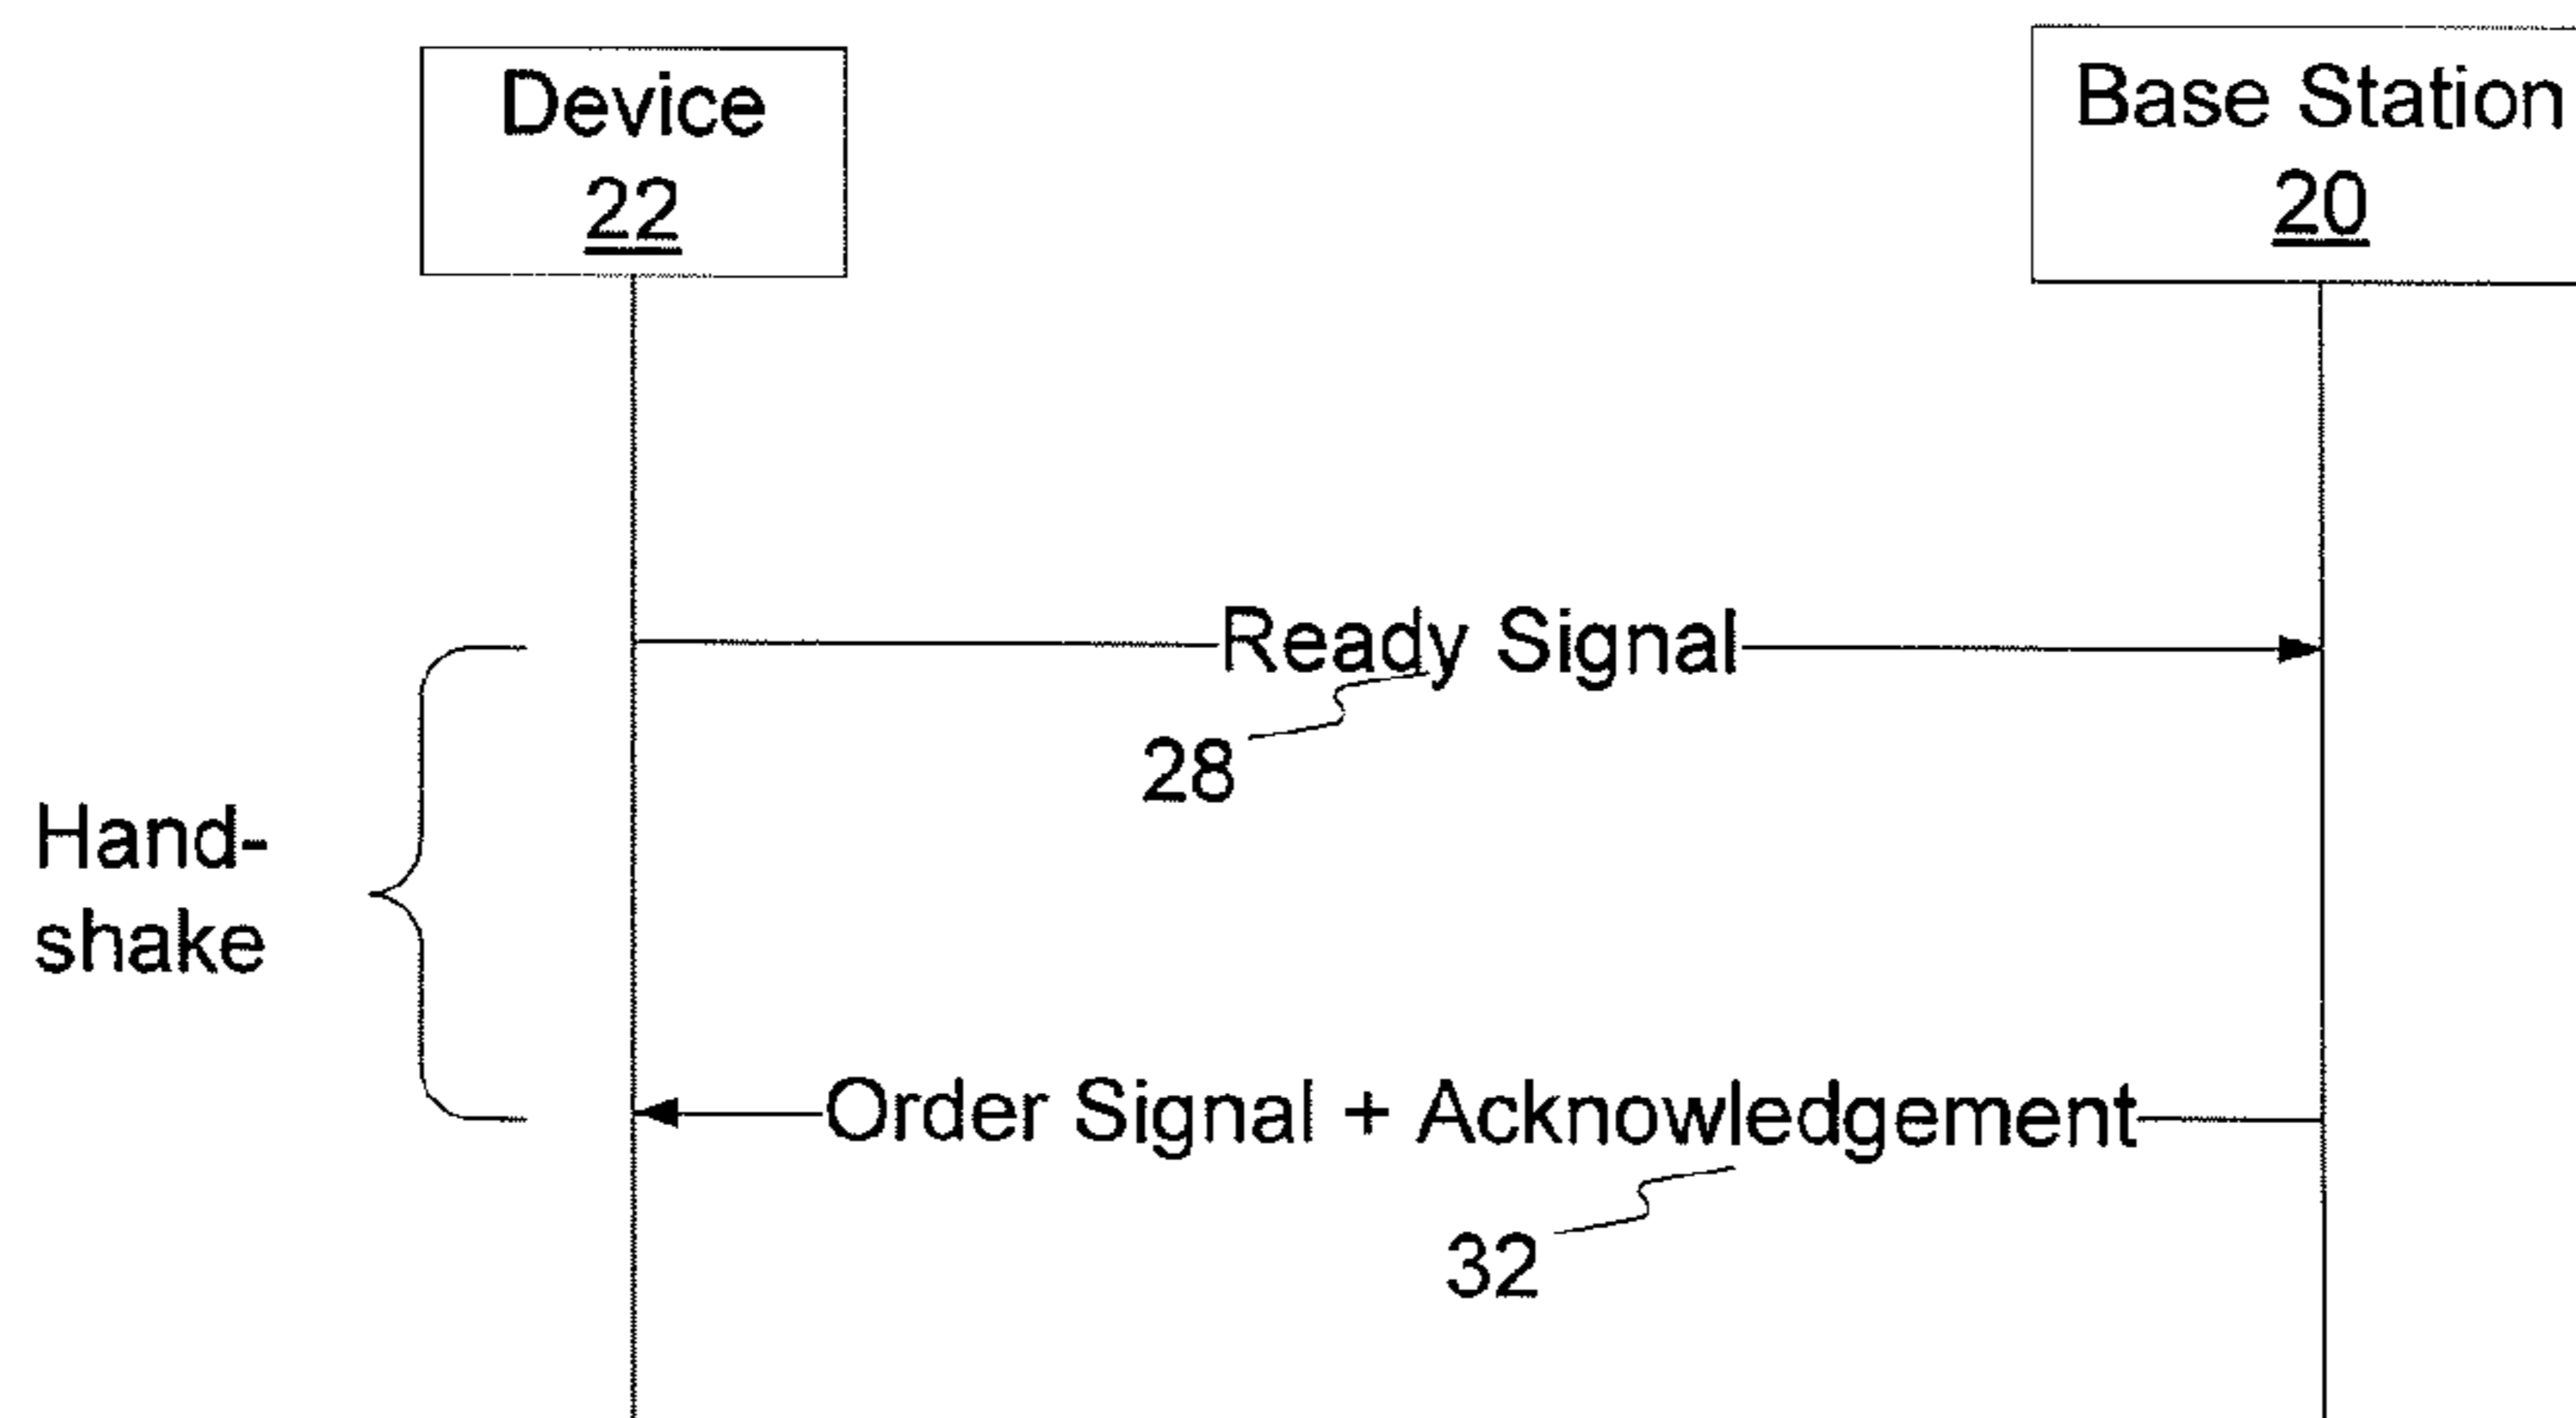 Device
22
Base Station
20
Ready Signal
28
Hand-
shake
Order Signal + Acknowledgement
32